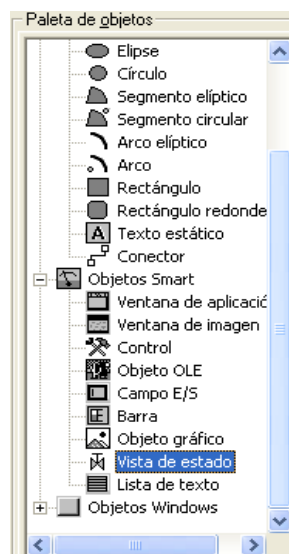 Paleta de objetos
Elipse
Círculo
Segmento elíptico
Segmento circular
Arco elíptico
Arco
Rectángulo
Rectángulo redonde
A Texto estático
Conector
Objetos Smart
Ventana de aplicació
Ventana de imagen
Control
Objeto OLE
Campo E/S
Barra
Objeto gráfico
Vista de estado
Lista de texto
Objetos Windows